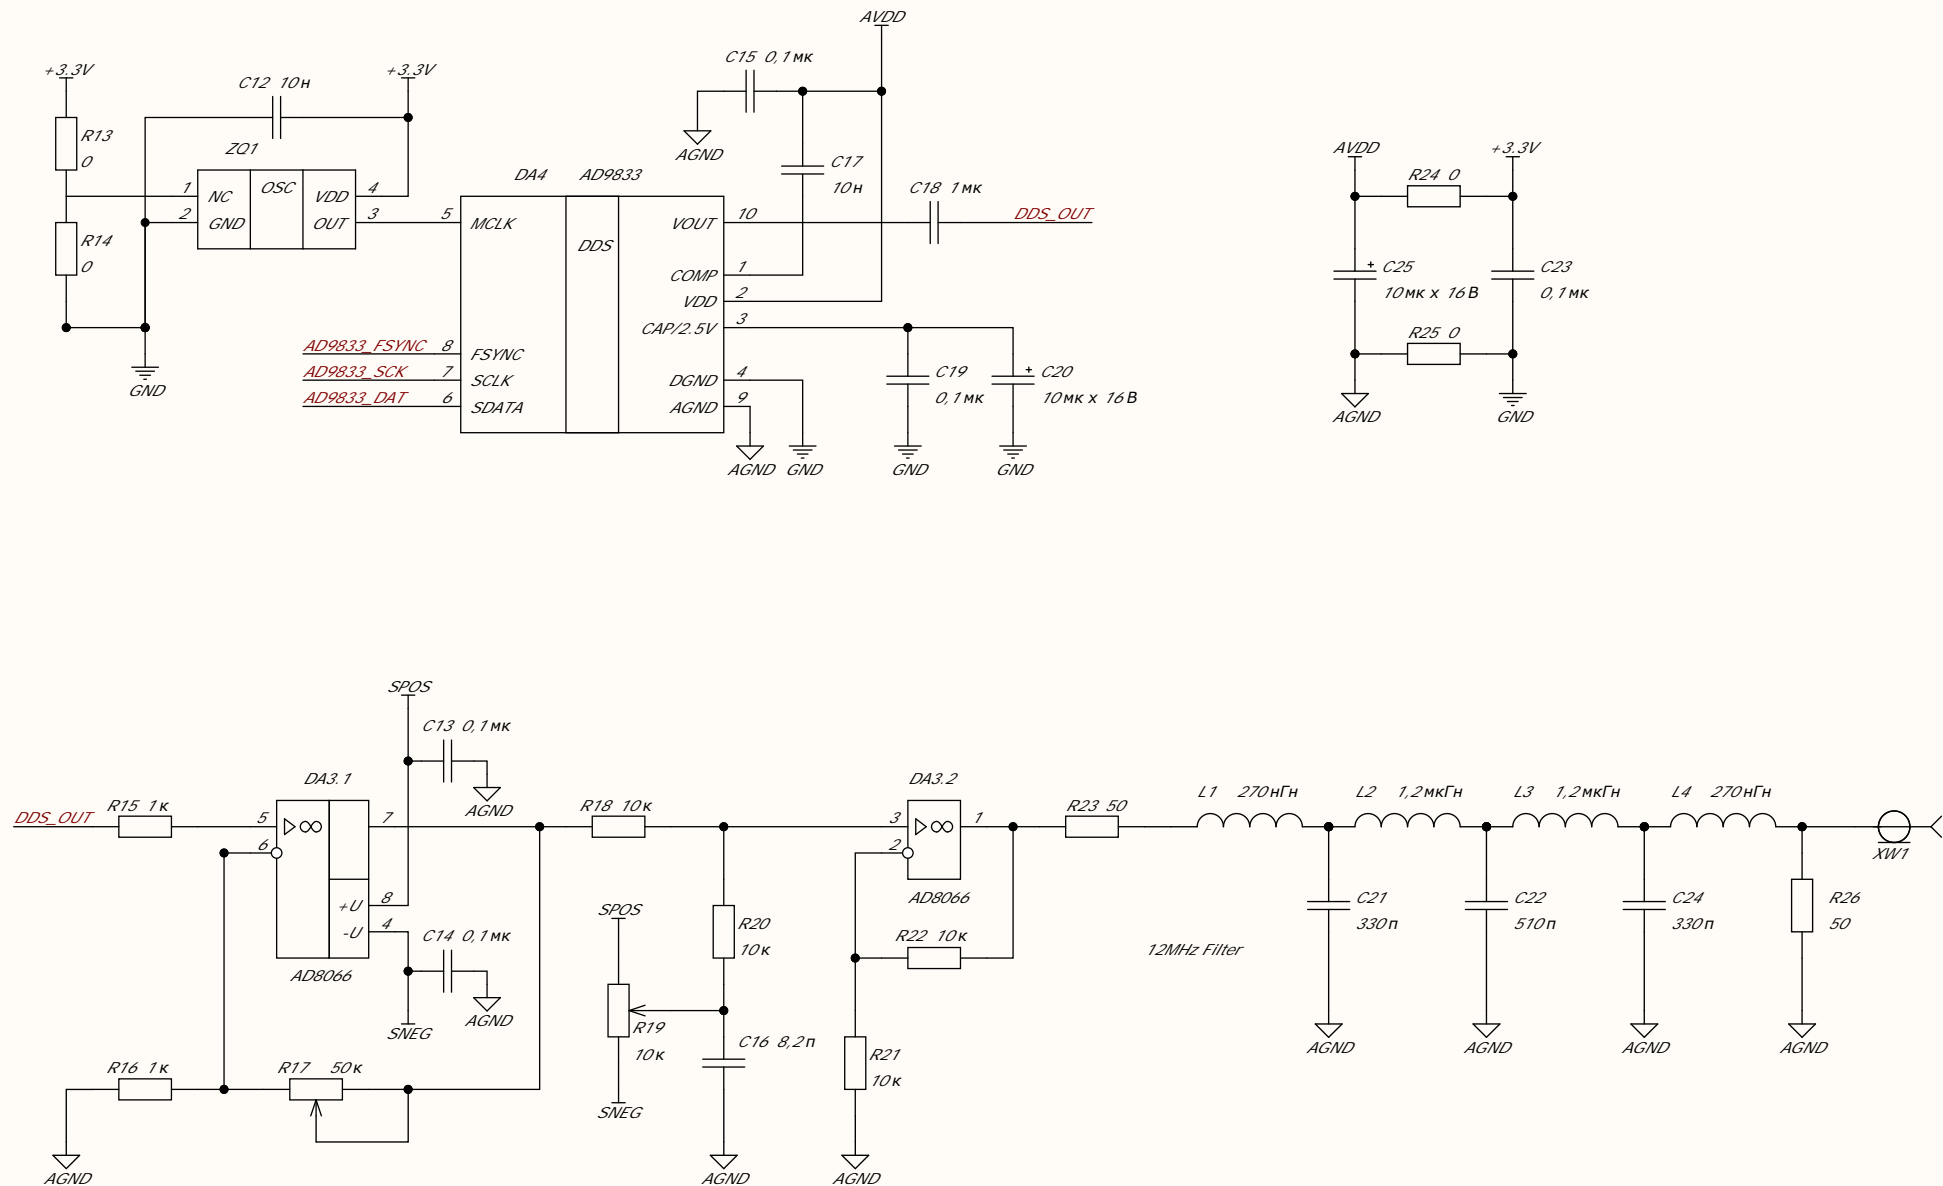 AVDD
C15 0,1мк
AGND
+3.3V
C12 10н
+3.3V
R13
0
ZQ1
R14
0
1
NC
OSC
VDD
4
2
GND
OUT
3
GND
DA4
AD9833
5
MCLK
DDS
VOUT
10
COMP
1
VDD
2
CAP/2.5V
3
AD9833_FSYNC
8
FSYNC
AD9833_SCK
7
SCLK
DGND
4
AD9833_DAT
6
SDATA
AGND
9
C17
10н
C18 1мк
DDS_OUT
C19
0,1мк
+
C20
10мк x 16В
AGND
GND
GND
GND
AVDD
+3.3V
R24 0
+
C25
10мк x 16В
C23
0,1мк
R25 0
AGND
GND
SPOS
C13 0,1мк
AGND
DA3.1
DDS_OUT
R15 1к
5
▷∞
7
6
+U
8
-U
4
AD8066
C14 0,1мк
AGND
SNEG
R16 1к
R17 50к
AGND
R18 10к
SPOS
R19
10к
SNEG
R20
10к
C16 8,2п
AGND
DA3.2
3
▷∞
1
2
AD8066
R22 10к
R21
10к
AGND
R23 50
L1 270нГн
L2 1,2мкГн
L3 1,2мкГн
L4 270нГн
XW1
C21
330п
C22
510п
C24
330п
R26
50
12MHz Filter
AGND
AGND
AGND
AGND